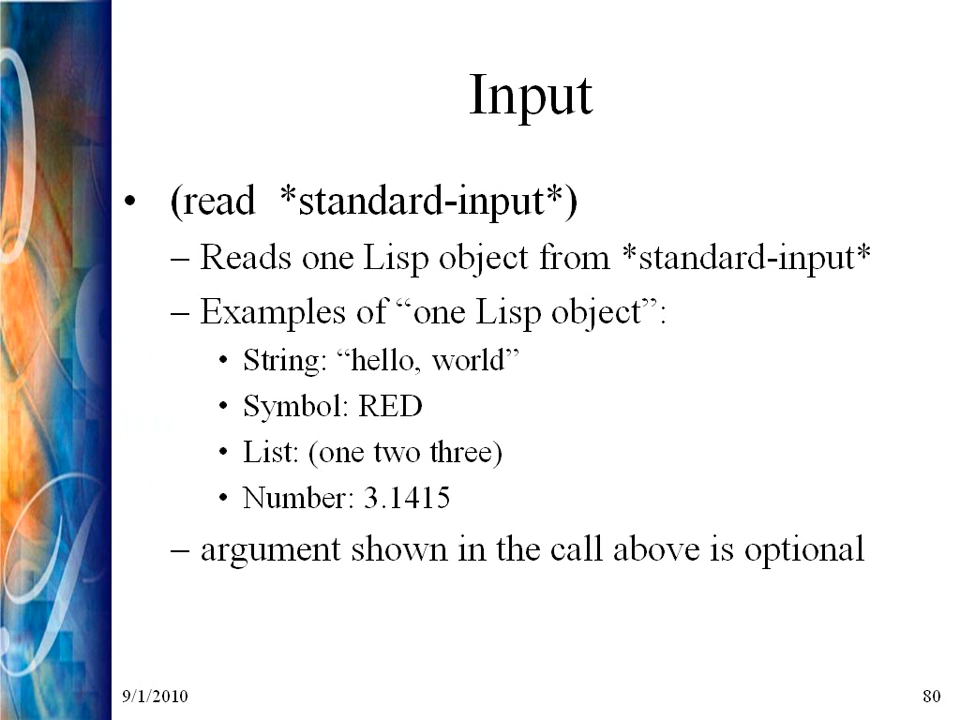 Input
• (read *standard-input*)
– Reads one Lisp object from *standard-input*
– Examples of “one Lisp object”:
• String: “hello, world”
• Symbol: RED
• List: (one two three)
• Number: 3.1415
– argument shown in the call above is optional
9/1/2010
80